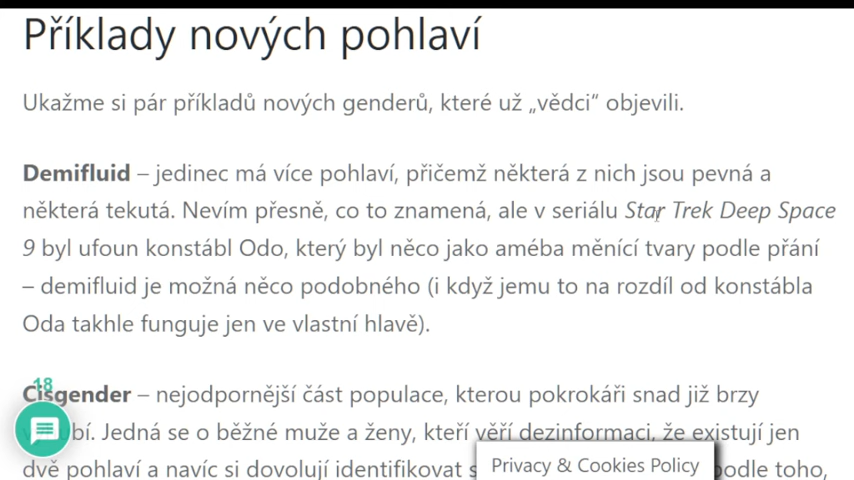 Příklady nových pohlaví
Ukažme si pár příkladů nových genderů, které už „vědci“ objevili.
Demifluid – jedinec má více pohlaví, přičemž některá z nich jsou pevná a
některá tekutá. Nevím přesně, co to znamená, ale v seriálu Star Trek Deep Space
9 byl ufoun konstábl Odo, který byl něco jako améba měnící tvary podle přání
– demifluid je možná něco podobného (i když jemu to na rozdíl od konstábla
Oda takhle funguje jen ve vlastní hlavě).
18
Cisgender – nejodpornější část populace, kterou pokrokáři snad již brzy
Jedná se o běžné muže a ženy, kteří věří dezinformaci, že existují jen
dvě pohlaví a navíc si dovolují identifikovat podle toho,
Privacy & Cookies Policy